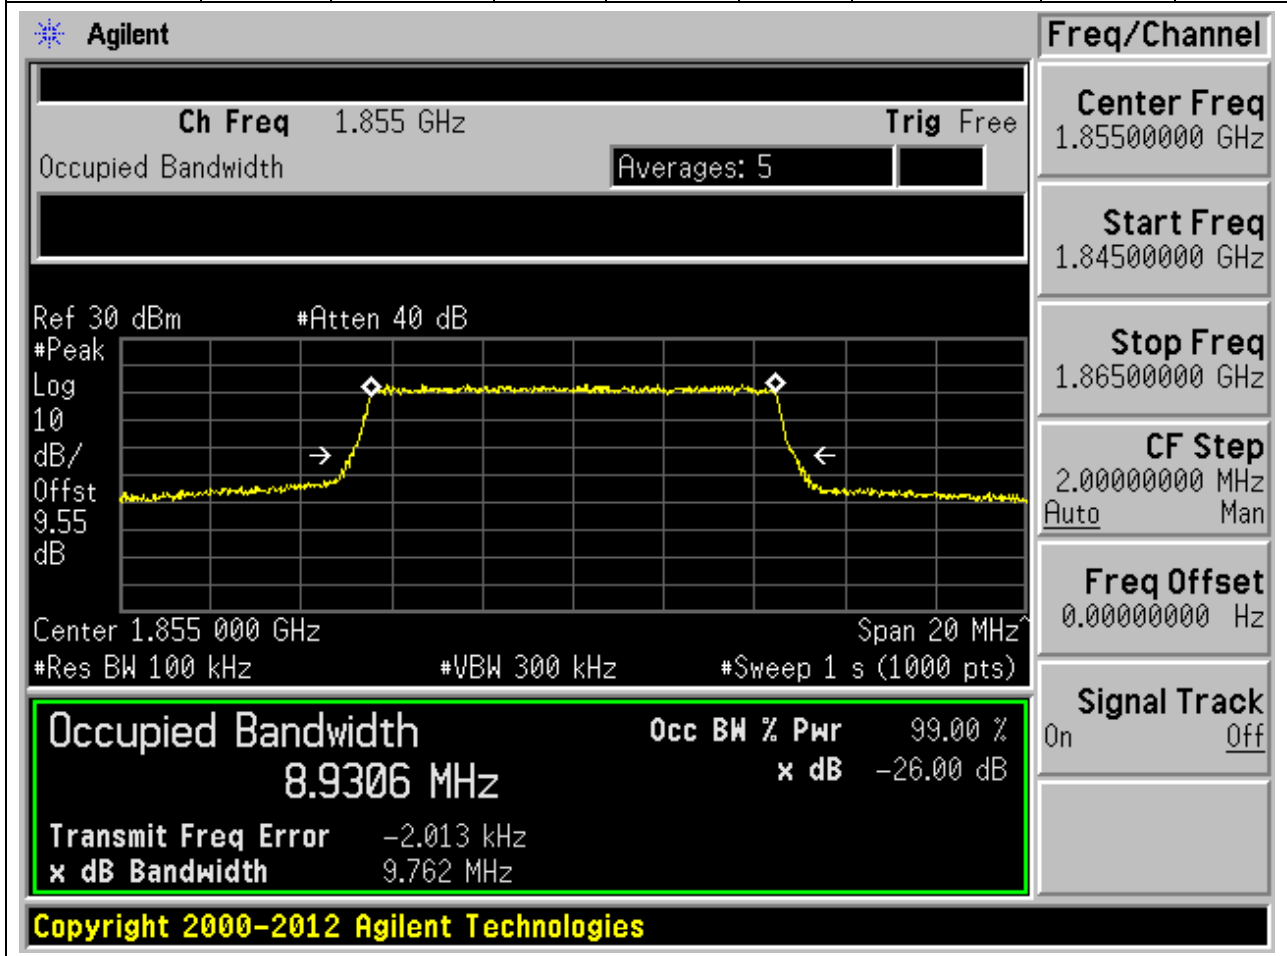 Agilent
Freq/Channel
Ch Freq 1.855 GHz Trig Free
Occupied Bandwidth Averages: 5
Center Freq
1.85500000 GHz
Start Freq
1.84500000 GHz
Stop Freq
1.86500000 GHz
CF Step
2.00000000 MHz
Auto Man
Freq Offset
0.00000000 Hz
Signal Track
On Off
Ref 30 dBm #Atten 40 dB
#Peak
Log
10
dB/
Offst
9.55
dB
Center 1.855 000 GHz Span 20 MHz^
#Res BW 100 kHz #VBW 300 kHz #Sweep 1 s (1000 pts)
Occupied Bandwidth Occ BW % Pwr 99.00 %
8.9306 MHz x dB -26.00 dB
Transmit Freq Error -2.013 kHz
x dB Bandwidth 9.762 MHz
Copyright 2000-2012 Agilent Technologies